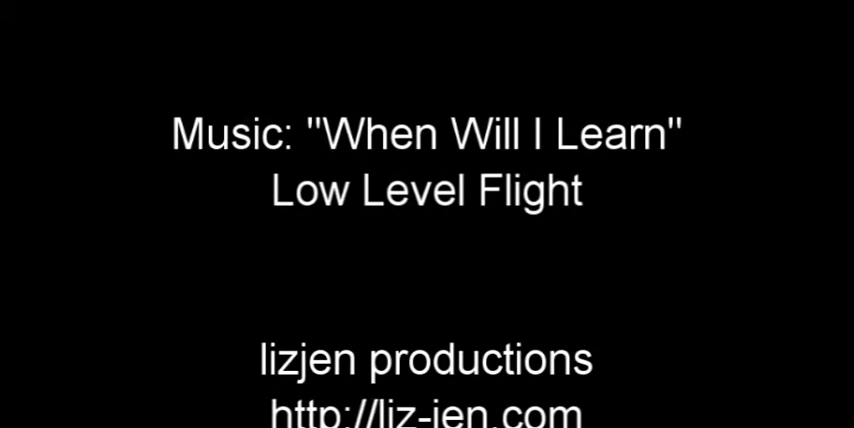 Music: "When Will I Learn"
Low Level Flight
lizjen productions
http://liz-jen.com